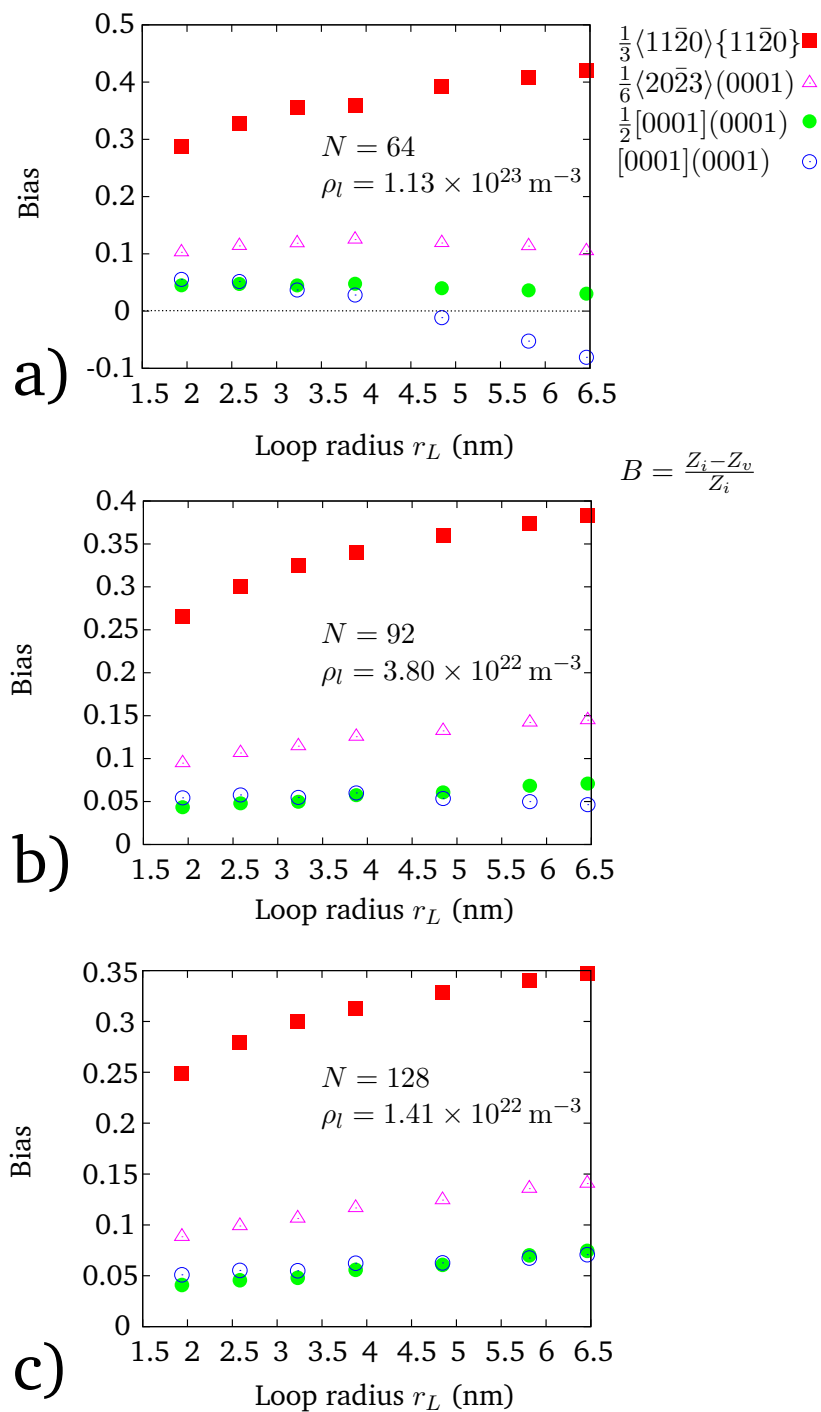 0.5
0.4
0.3
0.2
0.1
0
-0.1
Bias
N = 64
ρ_l = 1.13 × 10^23 m^−3
1.5 2 2.5 3 3.5 4 4.5 5 5.5 6 6.5
Loop radius r_L (nm)
a)
1/3⟨112̄0⟩{112̄0}
1/6⟨202̄3⟩(0001)
1/2[0001](0001)
[0001](0001)
B = (Z_i−Z_v)/Z_i
0.4
0.35
0.3
0.25
0.2
0.15
0.1
0.05
0
Bias
N = 92
ρ_l = 3.80 × 10^22 m^−3
1.5 2 2.5 3 3.5 4 4.5 5 5.5 6 6.5
Loop radius r_L (nm)
b)
0.35
0.3
0.25
0.2
0.15
0.1
0.05
0
Bias
N = 128
ρ_l = 1.41 × 10^22 m^−3
1.5 2 2.5 3 3.5 4 4.5 5 5.5 6 6.5
Loop radius r_L (nm)
c)